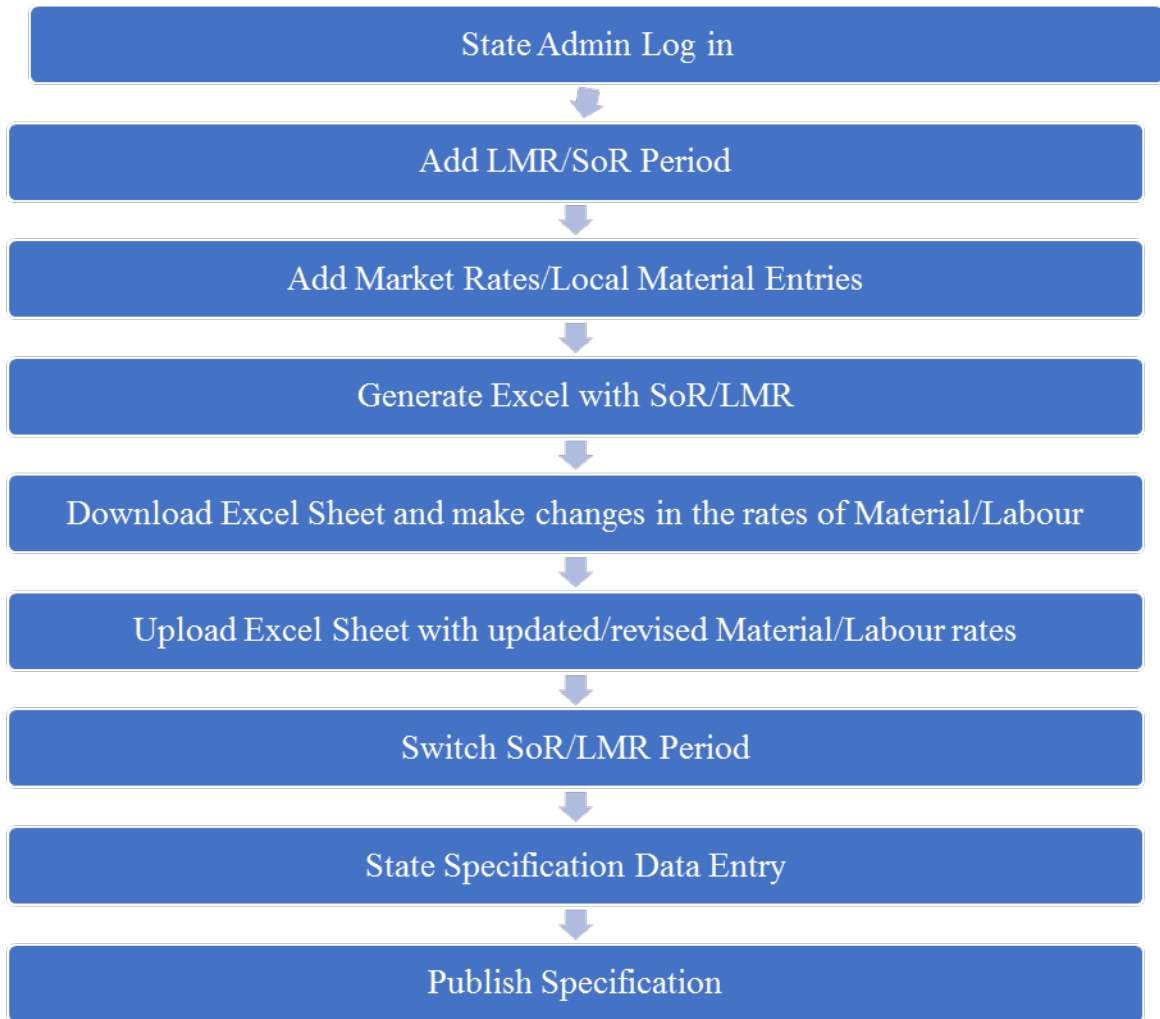 State Admin Log in
Add LMR/SoR Period
Add Market Rates/Local Material Entries
Generate Excel with SoR/LMR
Download Excel Sheet and make changes in the rates of Material/Labour
Upload Excel Sheet with updated/revised Material/Labour rates
Switch SoR/LMR Period
State Specification Data Entry
Publish Specification